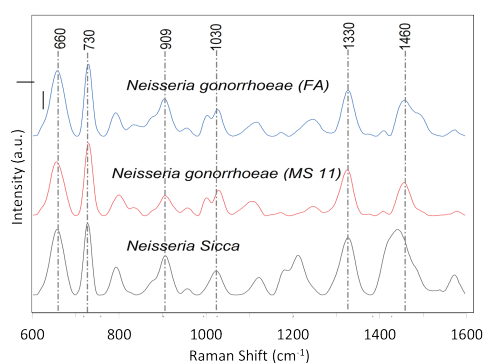 660 730 909 1030 1330 1460
Neisseria gonorrhoeae (FA)
Neisseria gonorrhoeae (MS 11)
Neisseria Sicca
Intensity (a.u.)
600 800 1000 1200 1400 1600
Raman Shift (cm-1)